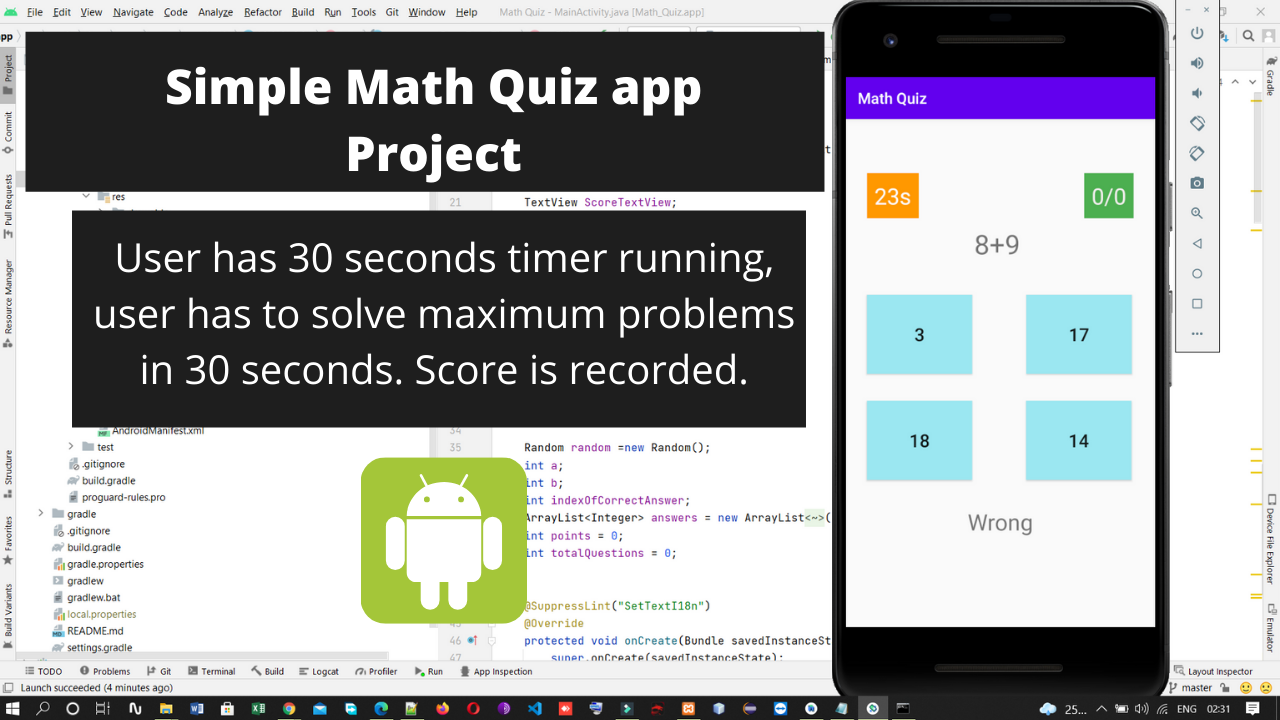 File Edit View Navigate Code Analyze Refactor Build Run Tools Git Window Help Math Quiz - MainActivity.java [Math_Quiz.app]
Simple Math Quiz app
Project
User has 30 seconds timer running,
user has to solve maximum problems
in 30 seconds. Score is recorded.
Project
Commit
Pull Requests
Resource Manager
Structure
Favorites
Build Variants
res
AndroidManifest.xml
test
.gitignore
build.gradle
proguard-rules.pro
gradle
.gitignore
build.gradle
gradle.properties
gradlew
gradlew.bat
local.properties
README.md
settings.gradle
21 TextView ScoreTextView;
34
35 Random random =new Random();
int a;
int b;
int indexOfCorrectAnswer;
ArrayList<Integer> answers = new ArrayList<~>(
int points = 0;
int totalQuestions = 0;
@SuppressLint("SetTextI18n")
@Override
46 protected void onCreate(Bundle savedInstanceSt
47 super.onCreate(savedInstanceState);
Math Quiz
23s 0/0
8+9
3 17
18 14
Wrong
Gradle
Device File Explorer
Emulator
TODO Problems Git Terminal Build Logcat Profiler Run App Inspection Layout Inspector
Launch succeeded (4 minutes ago) master
25... ENG 02:31